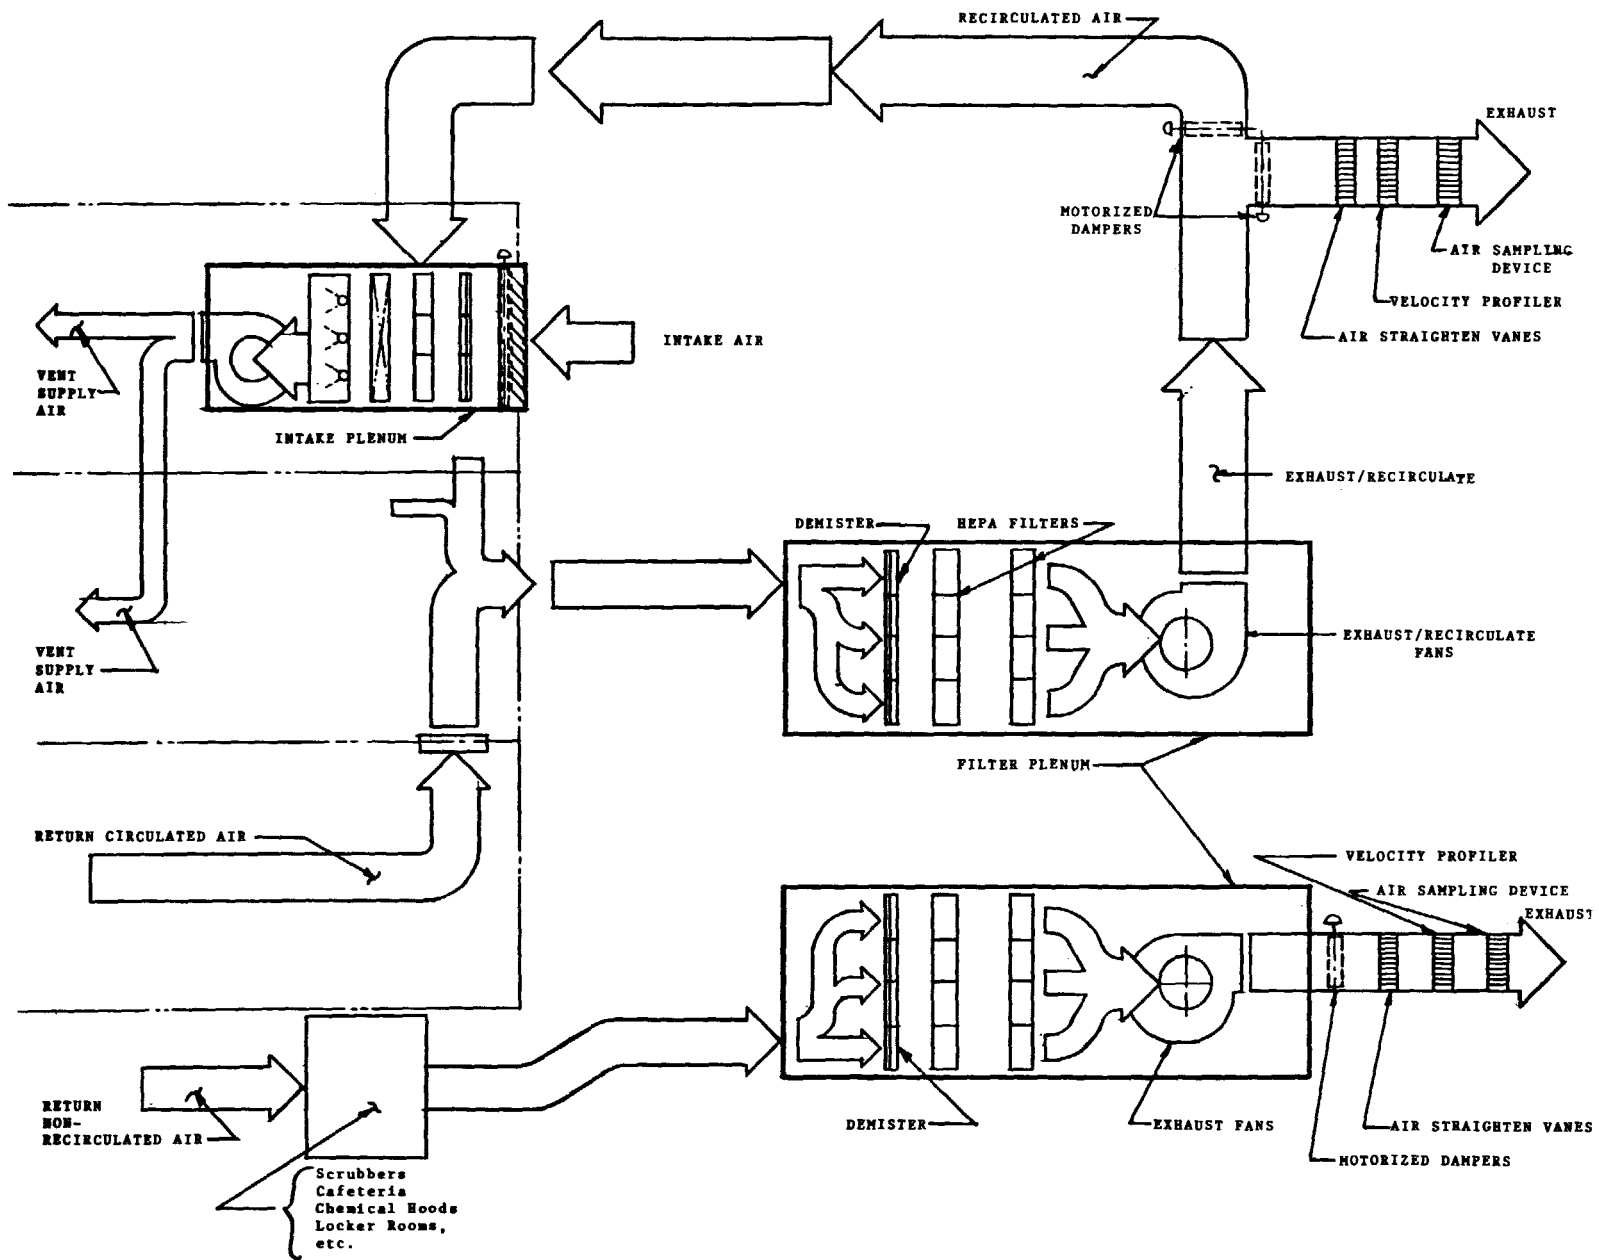 RECIRCULATED AIR
EXHAUST
MOTORIZED
DAMPERS
AIR SAMPLING
DEVICE
VELOCITY PROFILER
AIR STRAIGHTEN VANES
INTAKE AIR
VENT
SUPPLY
AIR
INTAKE PLENUM
EXHAUST/RECIRCULATE
DEMISTER
HEPA FILTERS
EXHAUST/RECIRCULATE
FANS
VENT
SUPPLY
AIR
FILTER PLENUM
RETURN CIRCULATED AIR
VELOCITY PROFILER
AIR SAMPLING DEVICE
EXHAUST
RETURN
NON-
RECIRCULATED AIR
DEMISTER
EXHAUST FANS
AIR STRAIGHTEN VANES
MOTORIZED DAMPERS
Scrubbers
Cafeteria
Chemical Hoods
Locker Rooms,
etc.